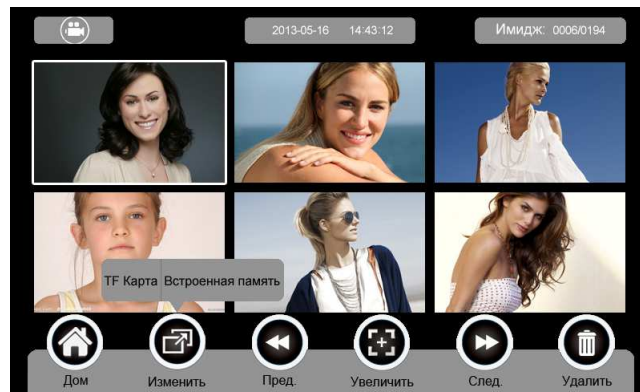 2013-05-16 14:43:12
Имидж: 0006/0194
TF Карта
Встроенная память
Дом
Изменить
Пред.
Увеличить
След.
Удалить